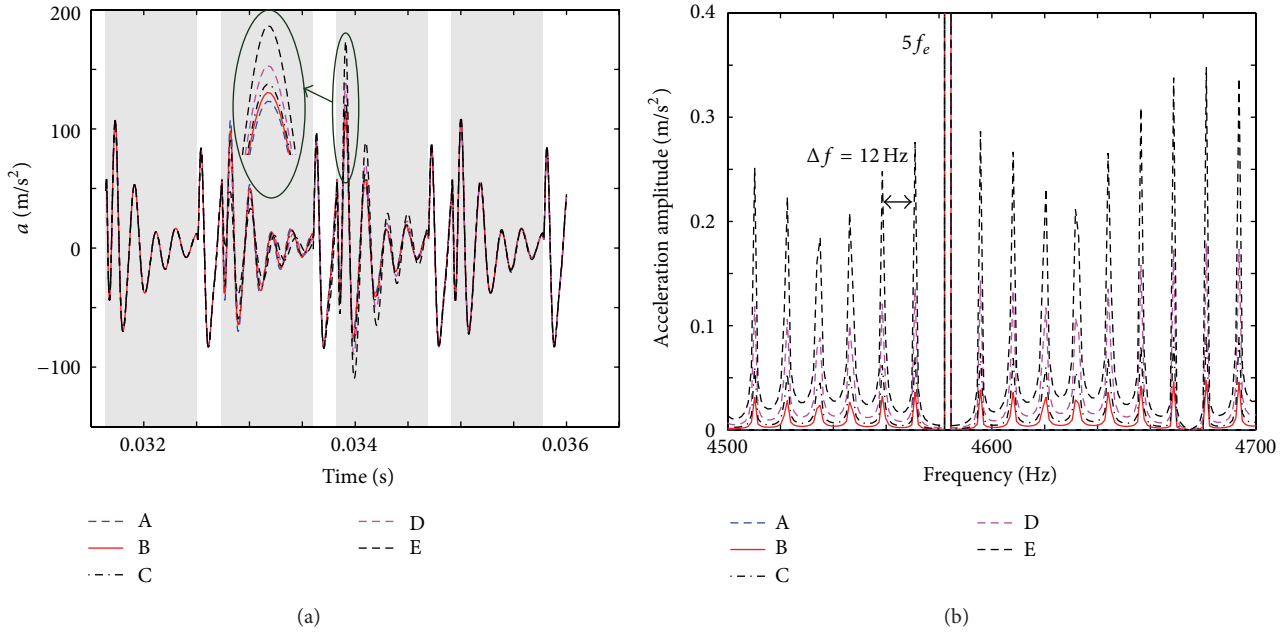 200
100
0
−100
a (m/s²)
0.032
0.034
0.036
Time (s)
A
B
C
D
E
(a)
0.4
0.3
0.2
0.1
0
Acceleration amplitude (m/s²)
5fₑ
Δf = 12 Hz
4500
4600
4700
Frequency (Hz)
A
B
C
D
E
(b)